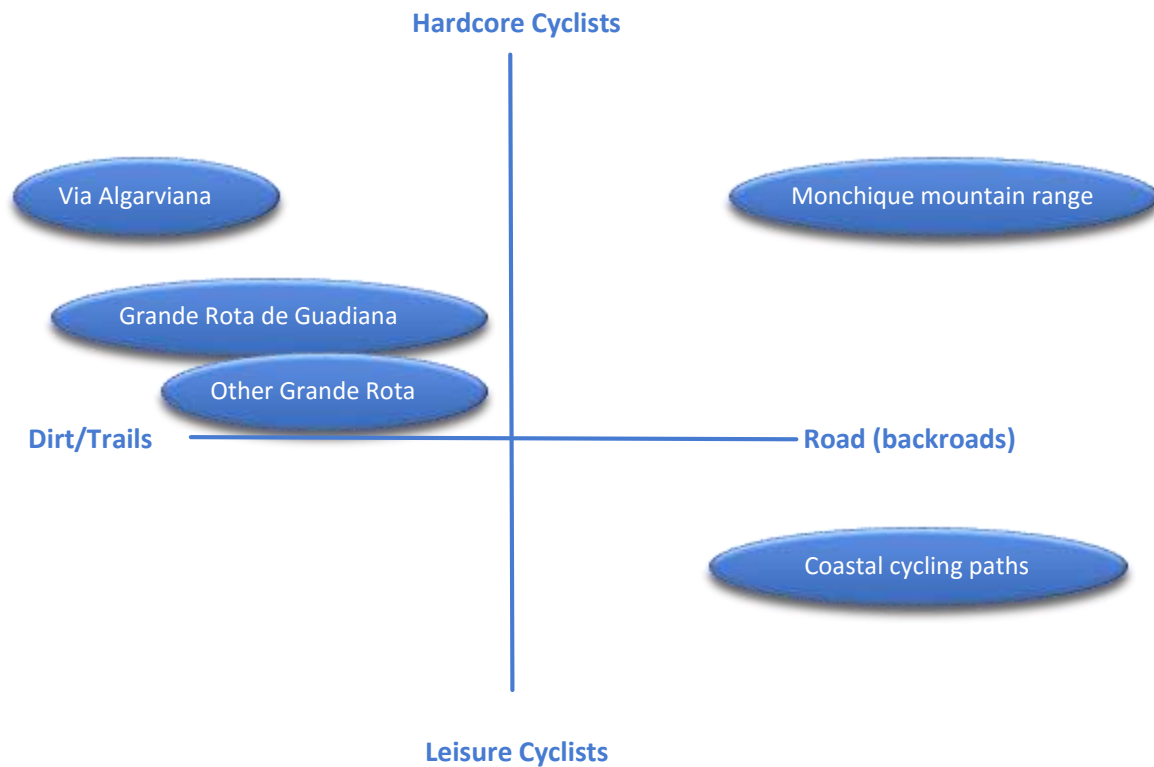 Hardcore Cyclists
Via Algarviana
Monchique mountain range
Grande Rota de Guadiana
Other Grande Rota
Dirt/Trails
Road (backroads)
Coastal cycling paths
Leisure Cyclists